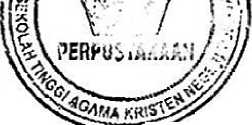 PERPUSTAKAAN
SEKOLAH TINGGI AGAMA KRISTEN